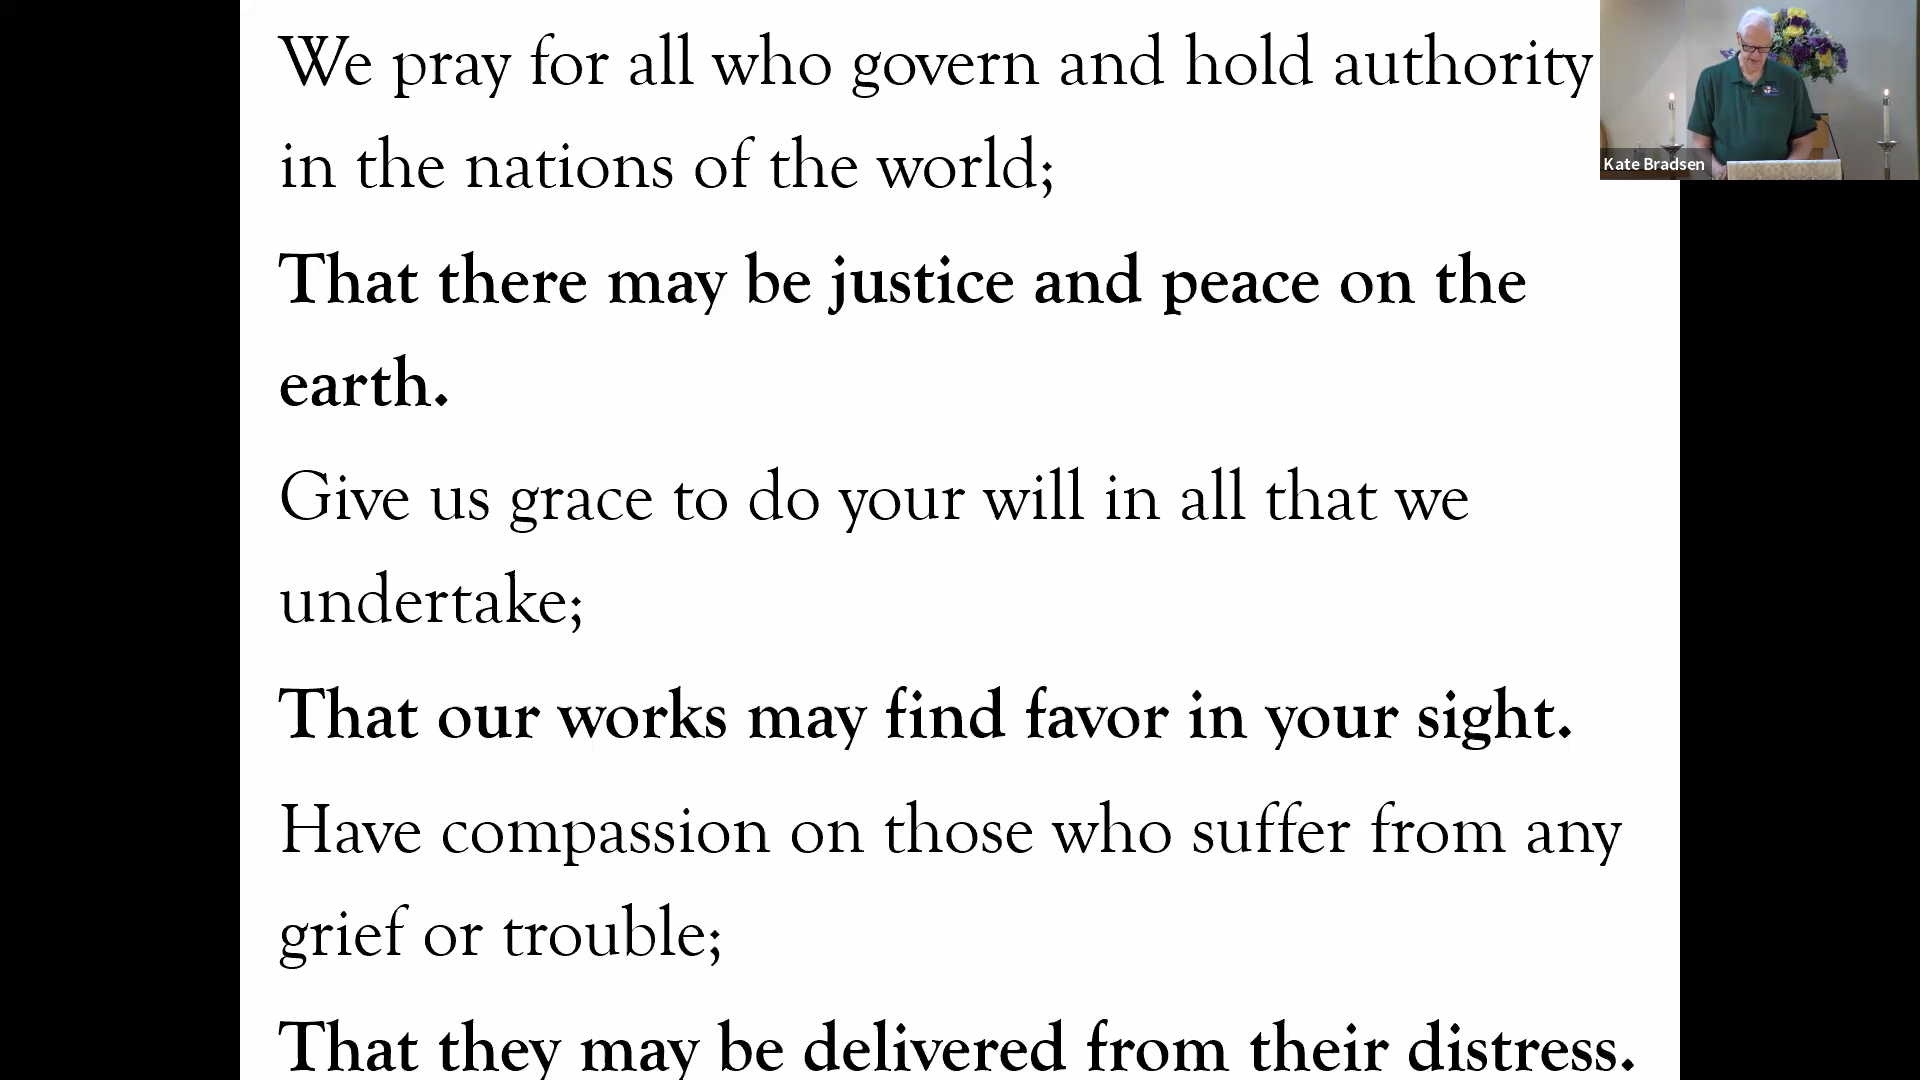 We pray for all who govern and hold authority
in the nations of the world;
That there may be justice and peace on the
earth.
Give us grace to do your will in all that we
undertake;
That our works may find favor in your sight.
Have compassion on those who suffer from any
grief or trouble;
That they may be delivered from their distress.
Kate Bradsen